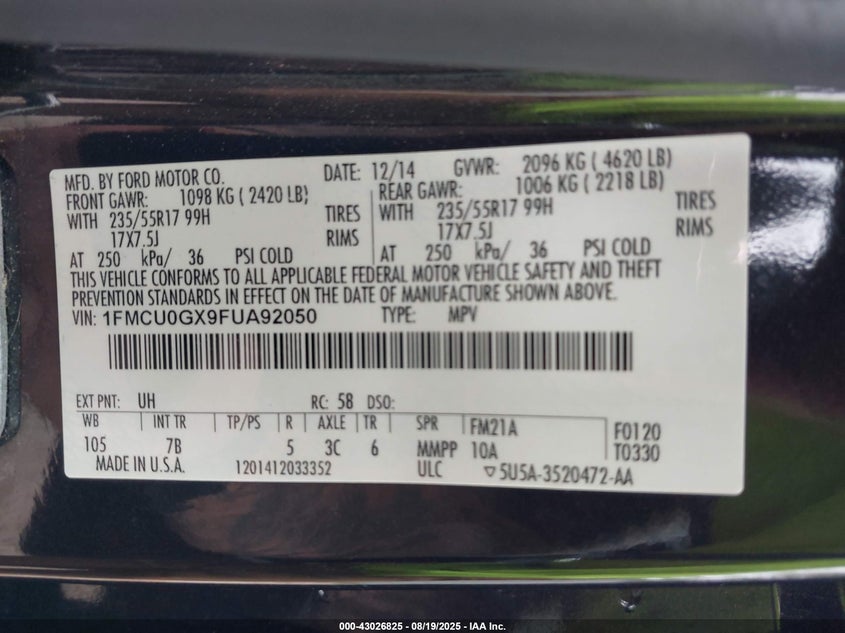 MFD. BY FORD MOTOR CO. DATE: 12/14 GVWR: 2096 KG ( 4620 LB)
FRONT GAWR: 1098 KG ( 2420 LB) REAR GAWR: 1006 KG ( 2218 LB)
WITH 235/55R17 99H TIRES WITH 235/55R17 99H TIRES
17X7.5J RIMS 17X7.5J RIMS
AT 250 kPa/ 36 PSI COLD AT 250 kPa/ 36 PSI COLD
THIS VEHICLE CONFORMS TO ALL APPLICABLE FEDERAL MOTOR VEHICLE SAFETY AND THEFT
PREVENTION STANDARDS IN EFFECT ON THE DATE OF MANUFACTURE SHOWN ABOVE.
VIN: 1FMCU0GX9FUA92050 TYPE: MPV
EXT PNT: UH RC: 58 DSO:
WB INT TR TP/PS R AXLE TR SPR FM21A F0120
105 7B 5 3C 6 MMPP 10A T0330
MADE IN U.S.A. 1201412033352 ULC ▽5U5A-3520472-AA
000-43026825 - 08/19/2025 - IAA Inc.